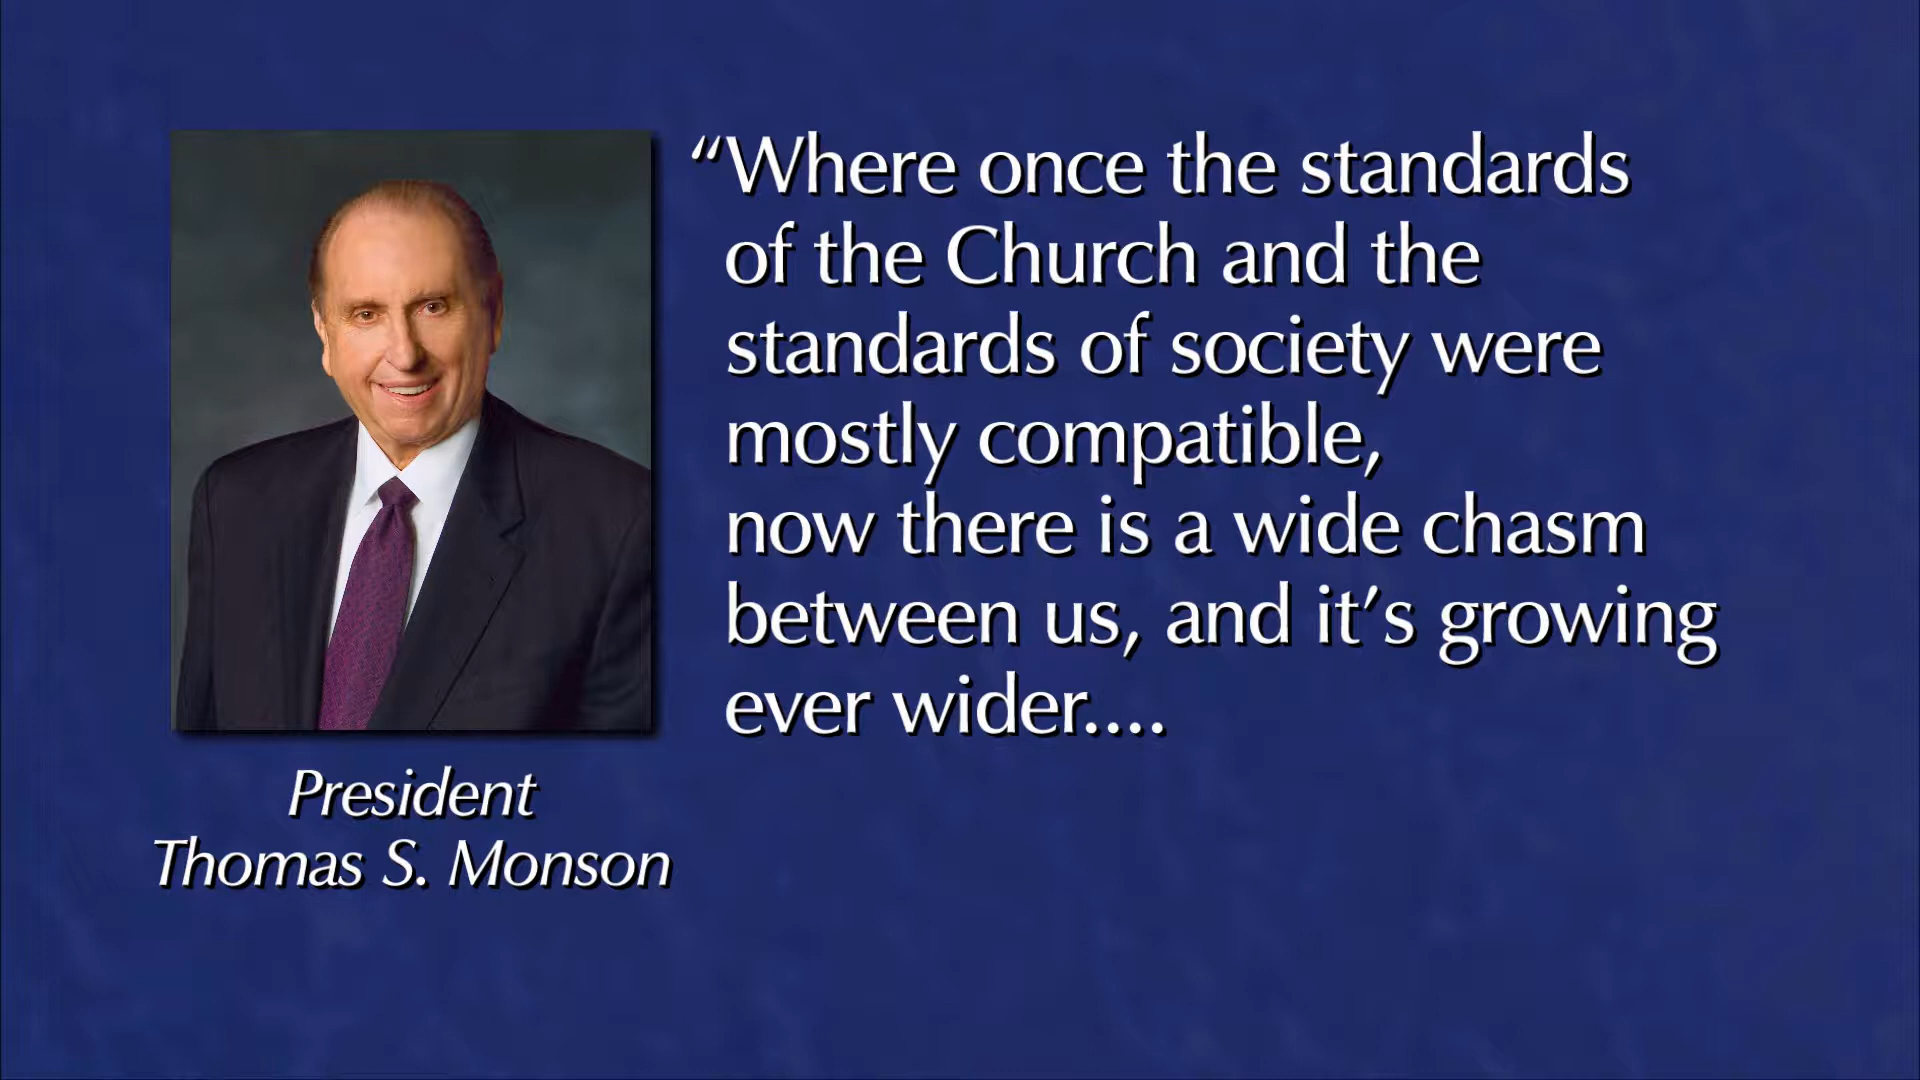 “Where once the standards
of the Church and the
standards of society were
mostly compatible,
now there is a wide chasm
between us, and it’s growing
ever wider....
President
Thomas S. Monson